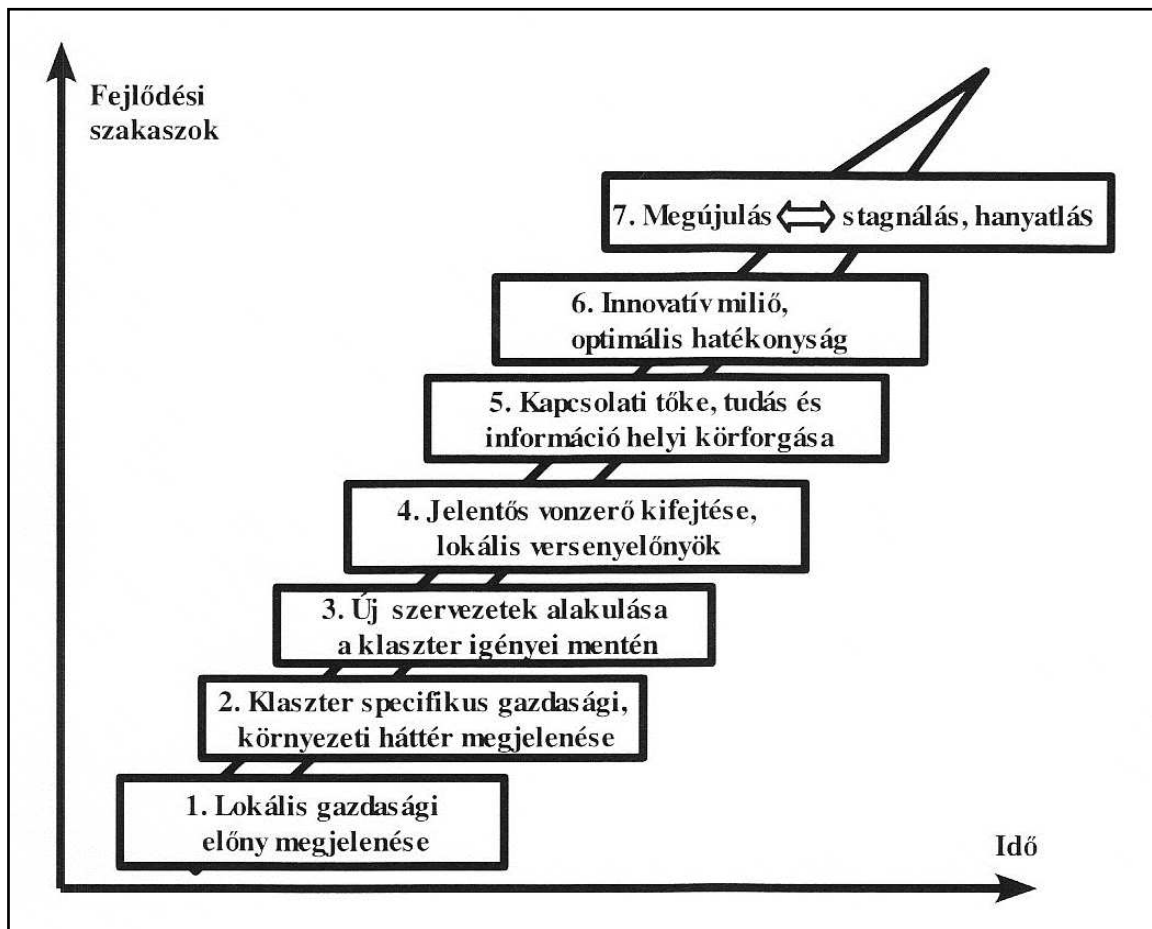 Fejlődési
szakaszok
7. Megújulás ⇔ stagnálás, hanyatlás
6. Innovatív miliő,
optimális hatékonyság
5. Kapcsolati tőke, tudás és
információ helyi körforgása
4. Jelentős vonzerő kifejtése,
lokális versenyelőnyök
3. Új szervezetek alakulása
a klaszter igényei mentén
2. Klaszter specifikus gazdasági,
környezeti háttér megjelenése
1. Lokális gazdasági
előny megjelenése
Idő